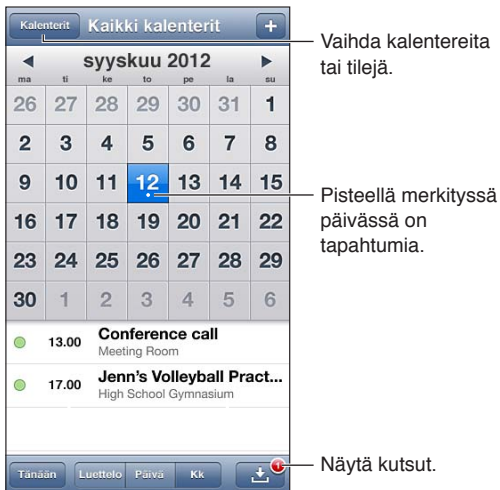 Kalenterit
Kaikki kalenterit
+
syyskuu 2012
ma ti ke to pe la su
26 27 28 29 30 31 1
2 3 4 5 6 7 8
9 10 11 12 13 14 15
16 17 18 19 20 21 22
23 24 25 26 27 28 29
30 1 2 3 4 5 6
13.00 Conference call
Meeting Room
17.00 Jenn's Volleyball Pract...
High School Gymnasium
Tänään Luettelo Päivä Kk
1
Vaihda kalentereita
tai tilejä.
Pisteellä merkityssä
päivässä on
tapahtumia.
Näytä kutsut.